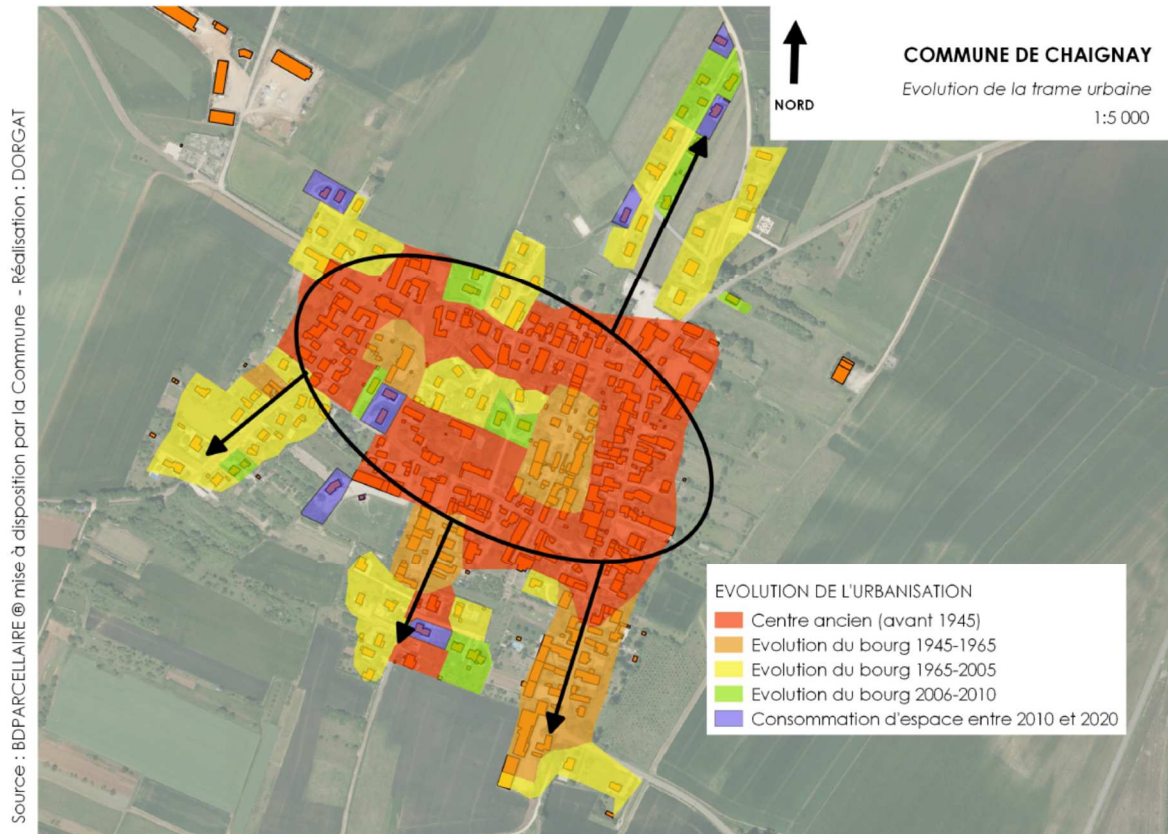 COMMUNE DE CHAIGNAY
Evolution de la trame urbaine
1:5 000
NORD
EVOLUTION DE L'URBANISATION
Centre ancien (avant 1945)
Evolution du bourg 1945-1965
Evolution du bourg 1965-2005
Evolution du bourg 2006-2010
Consommation d'espace entre 2010 et 2020
Source : BDPARCELLAIRE ® mise à disposition par la Commune - Réalisation : DORGAT